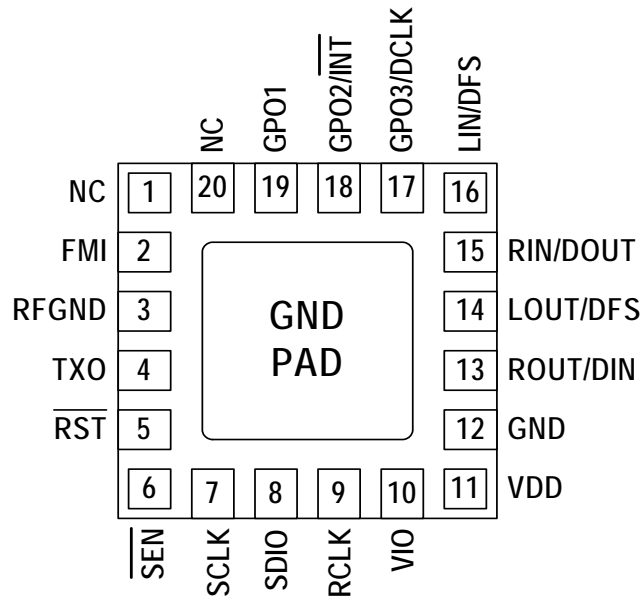 NC
GPO1
GPO2/INT
GPO3/DCLK
LIN/DFS
NC
1
20
19
18
17
16
FMI
2
15
RIN/DOUT
RFGND
3
GND
PAD
14
LOUT/DFS
TXO
4
13
ROUT/DIN
RST
5
12
GND
6
7
8
9
10
11
VDD
SEN
SCLK
SDIO
RCLK
VIO